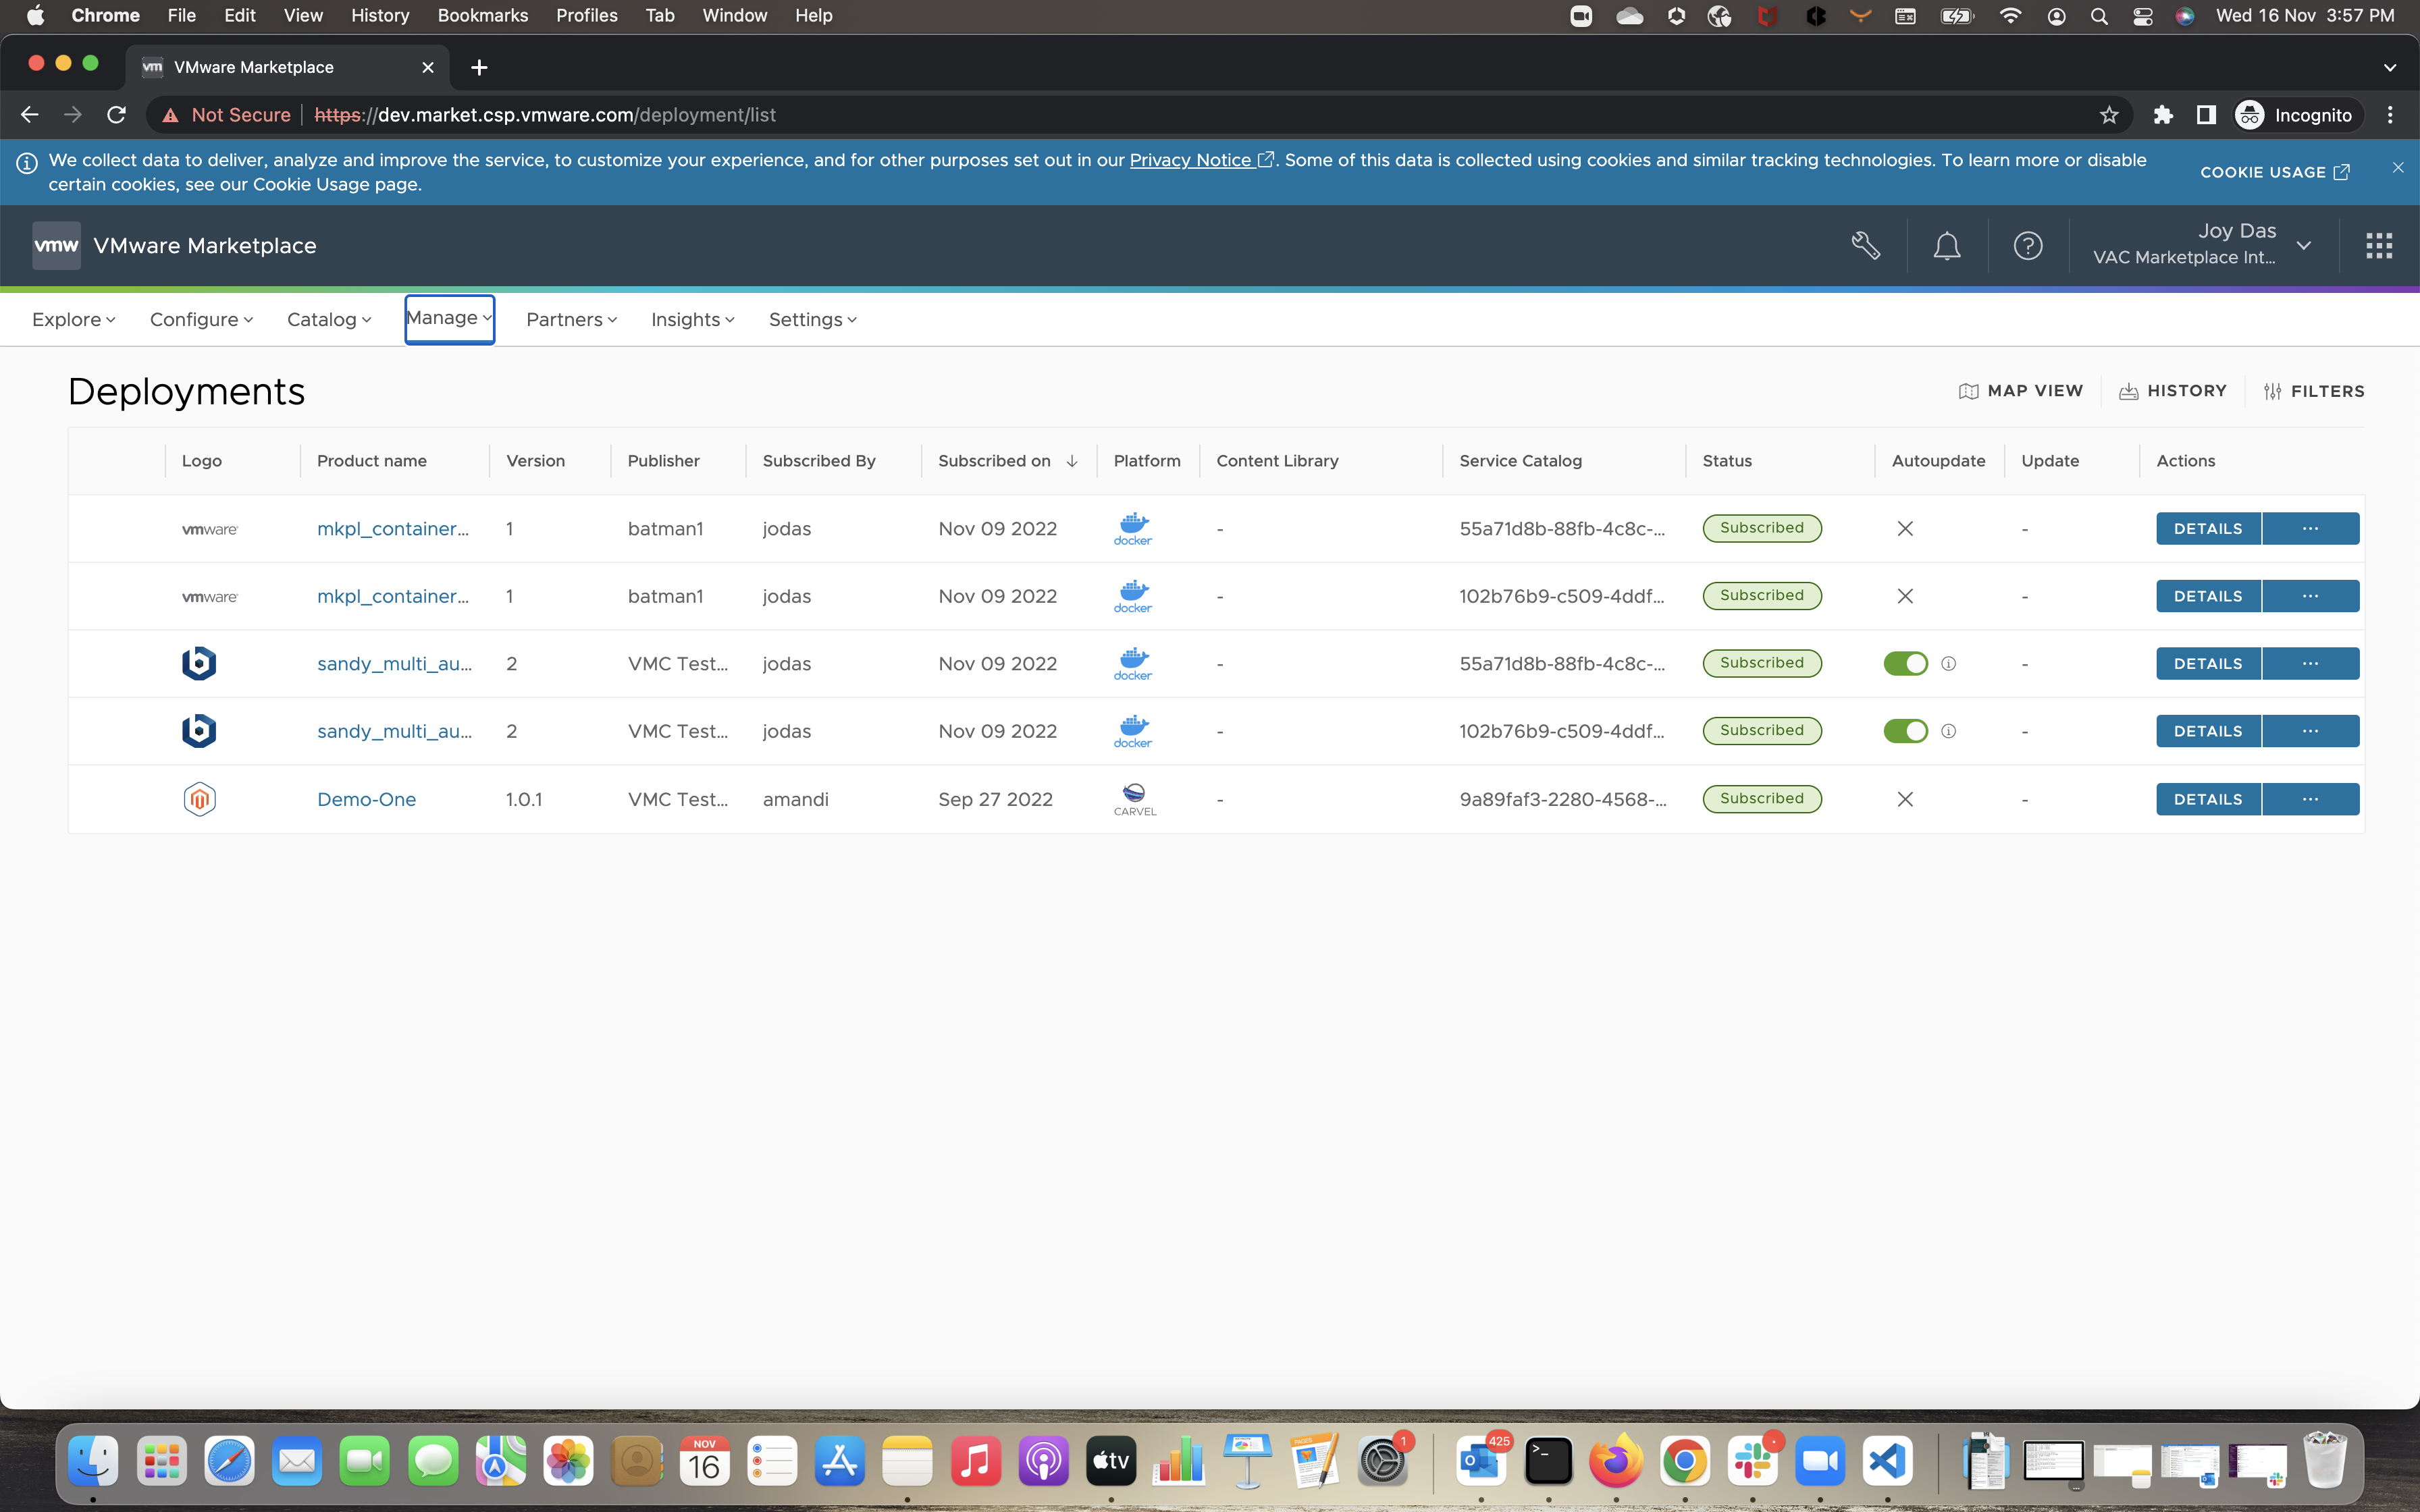 Chrome File Edit View History Bookmarks Profiles Tab Window Help Wed 16 Nov 3:57 PM
VMware Marketplace
Not Secure https://dev.market.csp.vmware.com/deployment/list Incognito
We collect data to deliver, analyze and improve the service, to customize your experience, and for other purposes set out in our Privacy Notice . Some of this data is collected using cookies and similar tracking technologies. To learn more or disable
certain cookies, see our Cookie Usage page.
COOKIE USAGE
vmw VMware Marketplace
Joy Das
VAC Marketplace Int...
Explore Configure Catalog Manage Partners Insights Settings
Deployments MAP VIEW HISTORY FILTERS
Logo Product name Version Publisher Subscribed By Subscribed on Platform Content Library Service Catalog Status Autoupdate Update Actions
vmware mkpl_container... 1 batman1 jodas Nov 09 2022 docker - 55a71d8b-88fb-4c8c-... Subscribed - DETAILS ...
vmware mkpl_container... 1 batman1 jodas Nov 09 2022 docker - 102b76b9-c509-4ddf... Subscribed - DETAILS ...
sandy_multi_au... 2 VMC Test... jodas Nov 09 2022 docker - 55a71d8b-88fb-4c8c-... Subscribed - DETAILS ...
sandy_multi_au... 2 VMC Test... jodas Nov 09 2022 docker - 102b76b9-c509-4ddf... Subscribed - DETAILS ...
Demo-One 1.0.1 VMC Test... amandi Sep 27 2022 CARVEL - 9a89faf3-2280-4568-... Subscribed - DETAILS ...
NOV
16
tv
PAGES
1
425